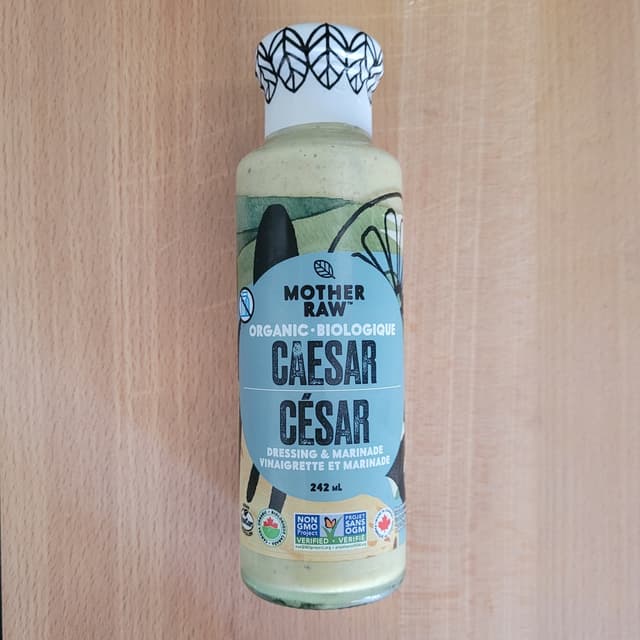 MOTHER
RAW™
ORGANIC • BIOLOGIQUE
CAESAR
CÉSAR
DRESSING & MARINADE
VINAIGRETTE ET MARINADE
242 mL
NON
GMO
Project
PROJET
SANS
OGM
VERIFIED • VÉRIFIÉ